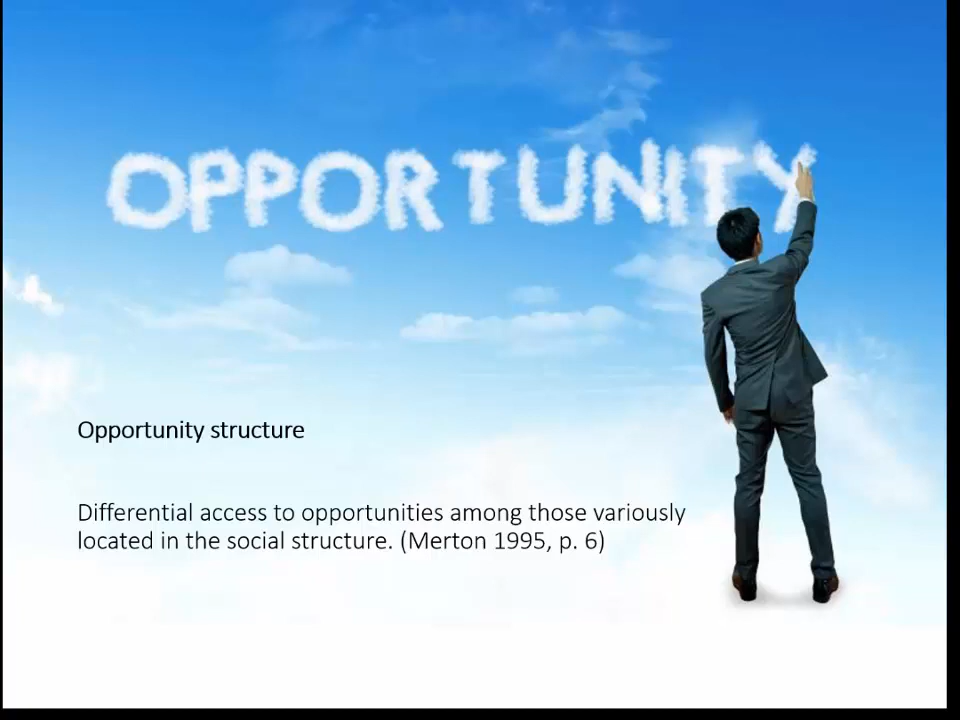 OPPORTUNITY
Opportunity structure
Differential access to opportunities among those variously
located in the social structure. (Merton 1995, p. 6)